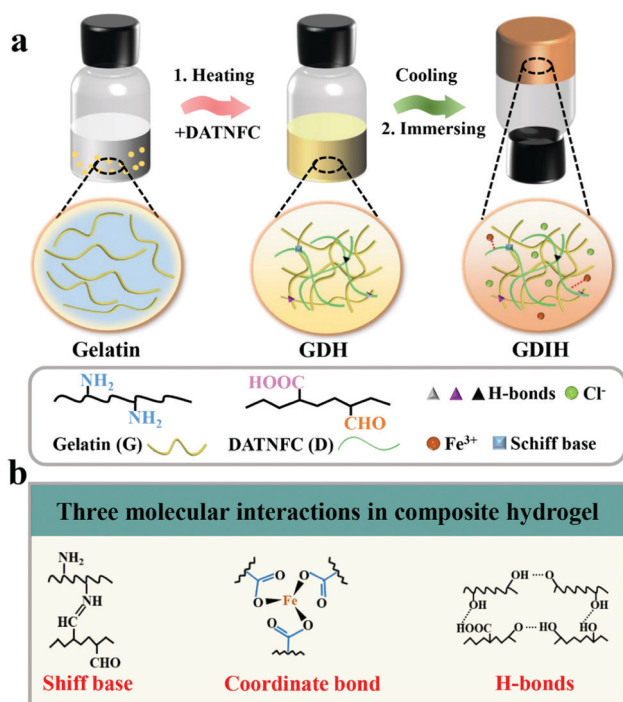 a
1. Heating
+DATNFC
Cooling
2. Immersing
Gelatin
GDH
GDIH
NH₂
NH₂
Gelatin (G)
HOOC
CHO
DATNFC (D)
H-bonds
Cl⁻
Fe³⁺
Schiff base
b
Three molecular interactions in composite hydrogel
NH₂
NH
HC
CHO
Shiff base
O
O
O
Fe
O
O
O
Coordinate bond
OH
O
OH
OH
HOOC
O
HO
HO
H-bonds